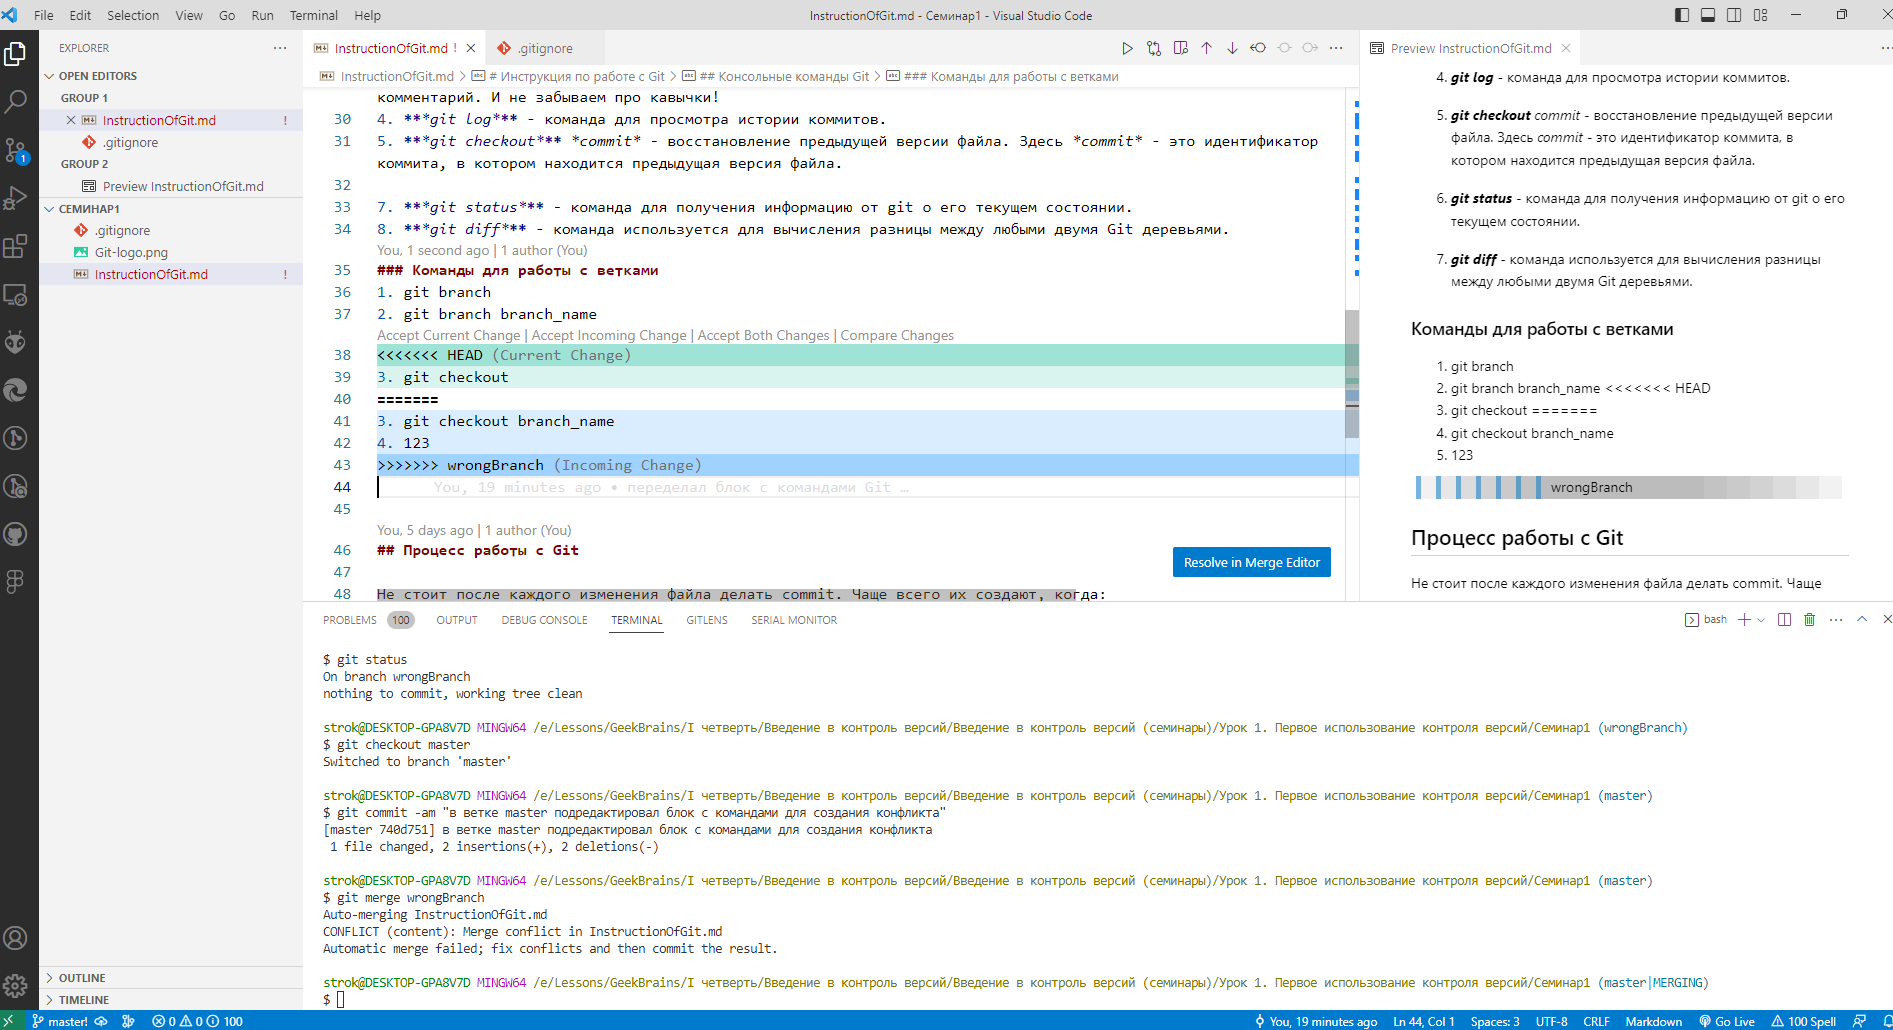 File Edit Selection View Go Run Terminal Help
InstructionOfGit.md - Семинар1 - Visual Studio Code
EXPLORER
OPEN EDITORS
GROUP 1
InstructionOfGit.md !
.gitignore
GROUP 2
Preview InstructionOfGit.md
СЕМИНАР1
.gitignore
Git-logo.png
InstructionOfGit.md !
OUTLINE
TIMELINE
1
InstructionOfGit.md !
.gitignore
InstructionOfGit.md > # Инструкция по работе с Git > ## Консольные команды Git > ### Команды для работы с ветками
комментарий. И не забываем про кавычки!
30 4. ***git log*** - команда для просмотра истории коммитов.
31 5. ***git checkout*** *commit* - восстановление предыдущей версии файла. Здесь *commit* - это идентификатор
коммита, в котором находится предыдущая версия файла.
32
33 7. ***git status*** - команда для получения информацию от git о его текущем состоянии.
34 8. ***git diff*** - команда используется для вычисления разницы между любыми двумя Git деревьями.
You, 1 second ago | 1 author (You)
35 ### Команды для работы с ветками
36 1. git branch
37 2. git branch branch_name
Accept Current Change | Accept Incoming Change | Accept Both Changes | Compare Changes
38 <<<<<<< HEAD (Current Change)
39 3. git checkout
40 =======
41 3. git checkout branch_name
42 4. 123
43 >>>>>>> wrongBranch (Incoming Change)
44 You, 19 minutes ago • переделал блок с командами Git …
45
You, 5 days ago | 1 author (You)
46 ## Процесс работы с Git
47
48 Не стоит после каждого изменения файла делать commit. Чаще всего их создают, когда:
Resolve in Merge Editor
Preview InstructionOfGit.md
4. git log - команда для просмотра истории коммитов.
5. git checkout commit - восстановление предыдущей версии
файла. Здесь commit - это идентификатор коммита, в
котором находится предыдущая версия файла.
6. git status - команда для получения информацию от git о его
текущем состоянии.
7. git diff - команда используется для вычисления разницы
между любыми двумя Git деревьями.
Команды для работы с ветками
1. git branch
2. git branch branch_name <<<<<<< HEAD
3. git checkout =======
4. git checkout branch_name
5. 123
wrongBranch
Процесс работы с Git
Не стоит после каждого изменения файла делать commit. Чаще
PROBLEMS 100 OUTPUT DEBUG CONSOLE TERMINAL GITLENS SERIAL MONITOR
bash
$ git status
On branch wrongBranch
nothing to commit, working tree clean
strok@DESKTOP-GPA8V7D MINGW64 /e/Lessons/GeekBrains/I четверть/Введение в контроль версий/Введение в контроль версий (семинары)/Урок 1. Первое использование контроля версий/Семинар1 (wrongBranch)
$ git checkout master
Switched to branch 'master'
strok@DESKTOP-GPA8V7D MINGW64 /e/Lessons/GeekBrains/I четверть/Введение в контроль версий/Введение в контроль версий (семинары)/Урок 1. Первое использование контроля версий/Семинар1 (master)
$ git commit -am "в ветке master подредактировал блок с командами для создания конфликта"
[master 740d751] в ветке master подредактировал блок с командами для создания конфликта
1 file changed, 2 insertions(+), 2 deletions(-)
strok@DESKTOP-GPA8V7D MINGW64 /e/Lessons/GeekBrains/I четверть/Введение в контроль версий/Введение в контроль версий (семинары)/Урок 1. Первое использование контроля версий/Семинар1 (master)
$ git merge wrongBranch
Auto-merging InstructionOfGit.md
CONFLICT (content): Merge conflict in InstructionOfGit.md
Automatic merge failed; fix conflicts and then commit the result.
strok@DESKTOP-GPA8V7D MINGW64 /e/Lessons/GeekBrains/I четверть/Введение в контроль версий/Введение в контроль версий (семинары)/Урок 1. Первое использование контроля версий/Семинар1 (master|MERGING)
$
master! 0 0 100
You, 19 minutes ago Ln 44, Col 1 Spaces: 3 UTF-8 CRLF Markdown Go Live 100 Spell